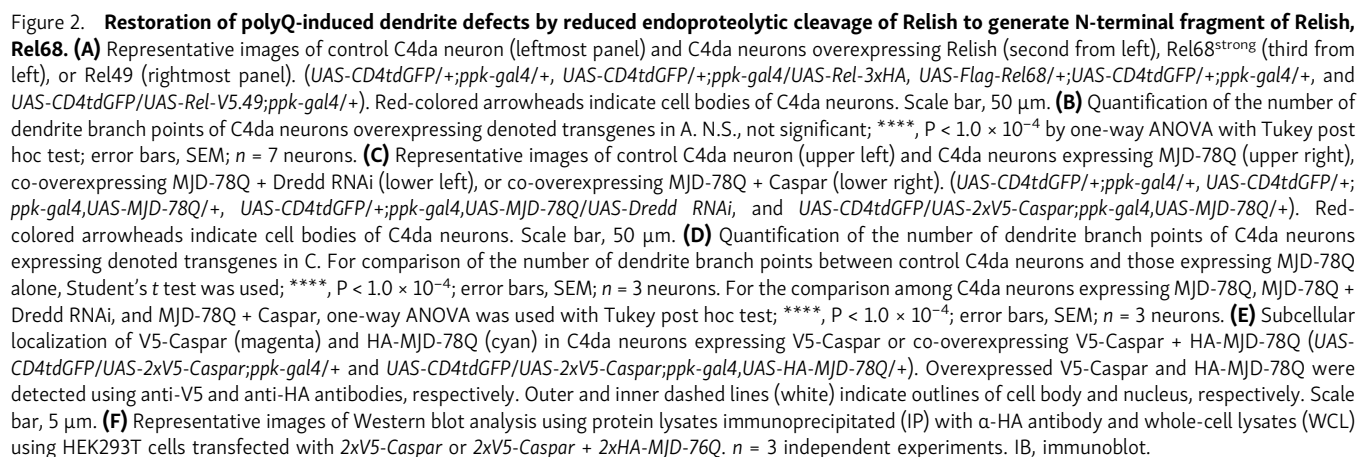 Figure 2. Restoration of polyQ-induced dendrite defects by reduced endoproteolytic cleavage of Relish to generate N-terminal fragment of Relish,
Rel68. (A) Representative images of control C4da neuron (leftmost panel) and C4da neurons overexpressing Relish (second from left), Rel68strong (third from
left), or Rel49 (rightmost panel). (UAS-CD4tdGFP/+;ppk-gal4/+, UAS-CD4tdGFP/+;ppk-gal4/UAS-Rel-3xHA, UAS-Flag-Rel68/+;UAS-CD4tdGFP/+;ppk-gal4/+, and
UAS-CD4tdGFP/UAS-Rel-V5.49;ppk-gal4/+). Red-colored arrowheads indicate cell bodies of C4da neurons. Scale bar, 50 μm. (B) Quantification of the number of
dendrite branch points of C4da neurons overexpressing denoted transgenes in A. N.S., not significant; ****, P < 1.0 × 10−4 by one-way ANOVA with Tukey post
hoc test; error bars, SEM; n = 7 neurons. (C) Representative images of control C4da neuron (upper left) and C4da neurons expressing MJD-78Q (upper right),
co-overexpressing MJD-78Q + Dredd RNAi (lower left), or co-overexpressing MJD-78Q + Caspar (lower right). (UAS-CD4tdGFP/+;ppk-gal4/+, UAS-CD4tdGFP/+;
ppk-gal4,UAS-MJD-78Q/+, UAS-CD4tdGFP/+;ppk-gal4,UAS-MJD-78Q/UAS-Dredd RNAi, and UAS-CD4tdGFP/UAS-2xV5-Caspar;ppk-gal4,UAS-MJD-78Q/+). Red-
colored arrowheads indicate cell bodies of C4da neurons. Scale bar, 50 μm. (D) Quantification of the number of dendrite branch points of C4da neurons
expressing denoted transgenes in C. For comparison of the number of dendrite branch points between control C4da neurons and those expressing MJD-78Q
alone, Student's t test was used; ****, P < 1.0 × 10−4; error bars, SEM; n = 3 neurons. For the comparison among C4da neurons expressing MJD-78Q, MJD-78Q +
Dredd RNAi, and MJD-78Q + Caspar, one-way ANOVA was used with Tukey post hoc test; ****, P < 1.0 × 10−4; error bars, SEM; n = 3 neurons. (E) Subcellular
localization of V5-Caspar (magenta) and HA-MJD-78Q (cyan) in C4da neurons expressing V5-Caspar or co-overexpressing V5-Caspar + HA-MJD-78Q (UAS-
CD4tdGFP/UAS-2xV5-Caspar;ppk-gal4/+ and UAS-CD4tdGFP/UAS-2xV5-Caspar;ppk-gal4,UAS-HA-MJD-78Q/+). Overexpressed V5-Caspar and HA-MJD-78Q were
detected using anti-V5 and anti-HA antibodies, respectively. Outer and inner dashed lines (white) indicate outlines of cell body and nucleus, respectively. Scale
bar, 5 μm. (F) Representative images of Western blot analysis using protein lysates immunoprecipitated (IP) with α-HA antibody and whole-cell lysates (WCL)
using HEK293T cells transfected with 2xV5-Caspar or 2xV5-Caspar + 2xHA-MJD-76Q. n = 3 independent experiments. IB, immunoblot.